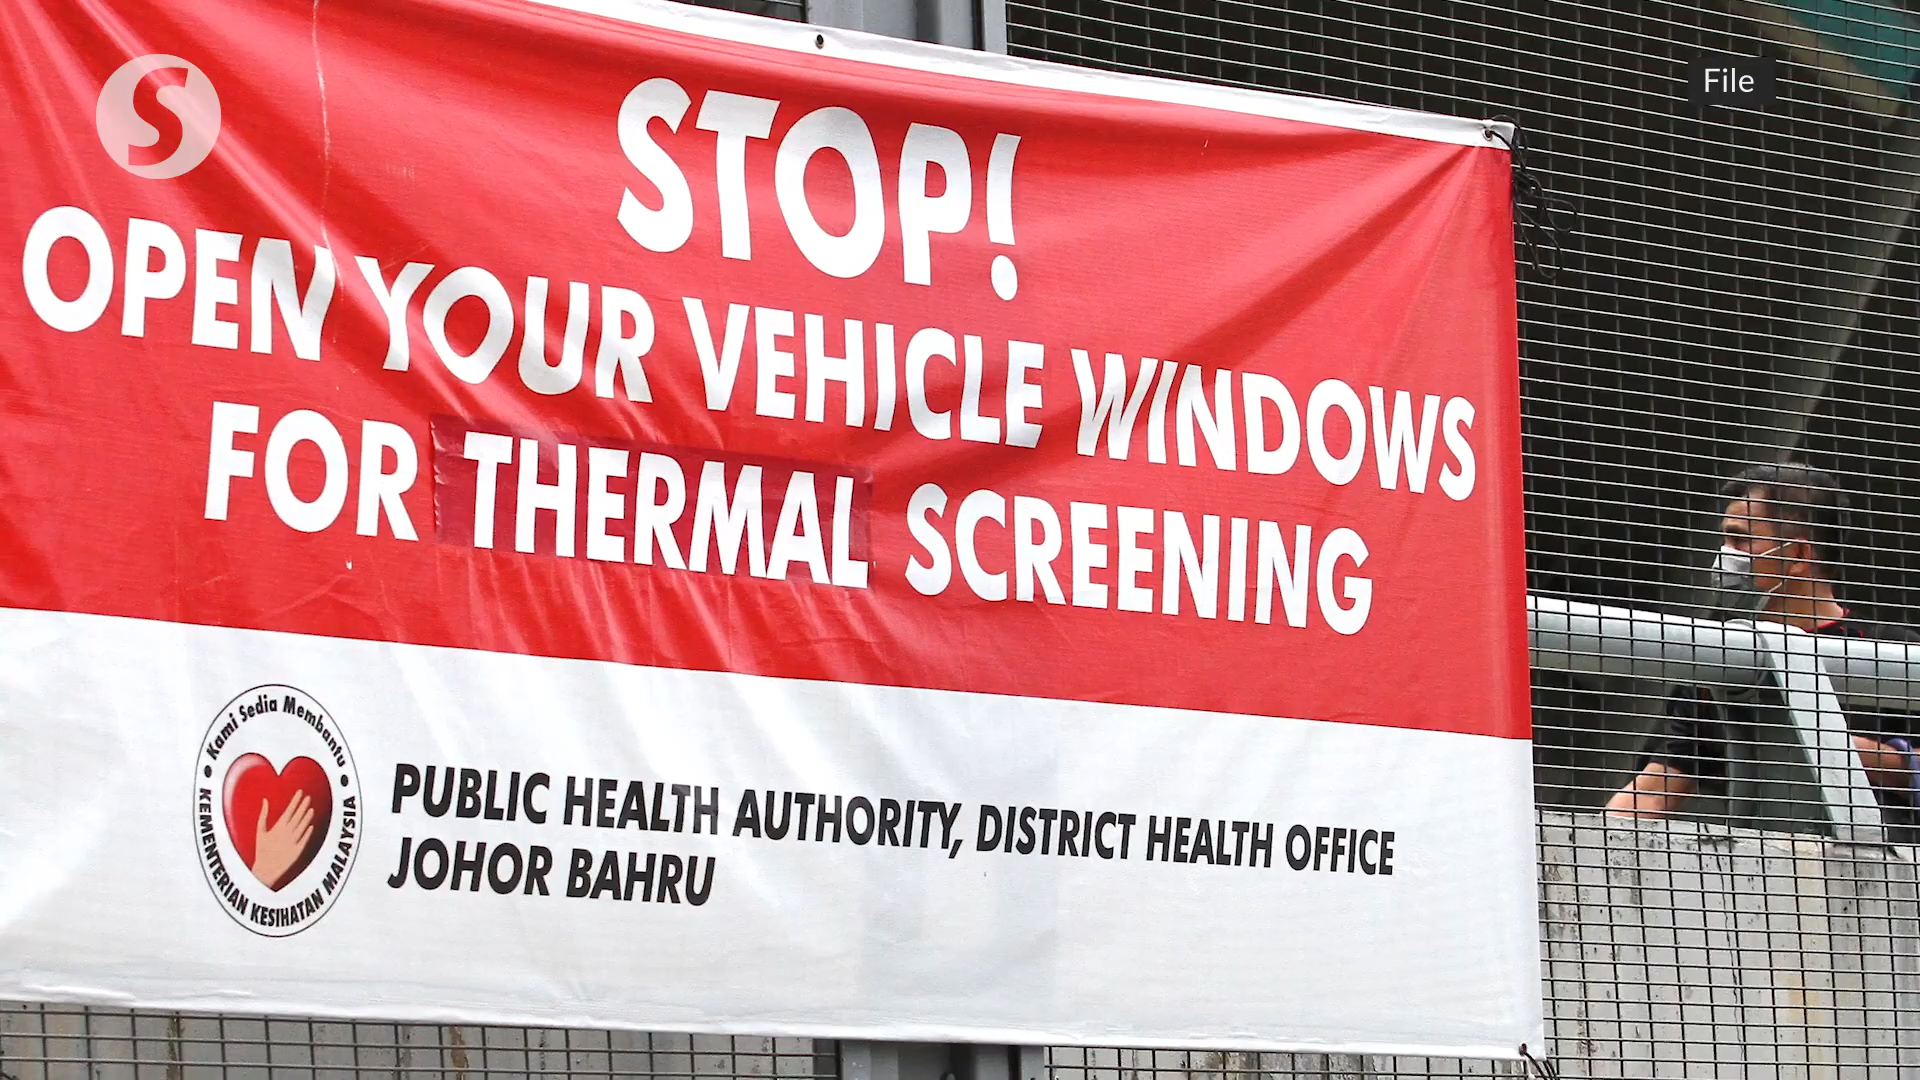 S
File
STOP!
OPEN YOUR VEHICLE WINDOWS
FOR THERMAL SCREENING
Kami Sedia Membantu
KEMENTERIAN KESIHATAN MALAYSIA
PUBLIC HEALTH AUTHORITY, DISTRICT HEALTH OFFICE
JOHOR BAHRU